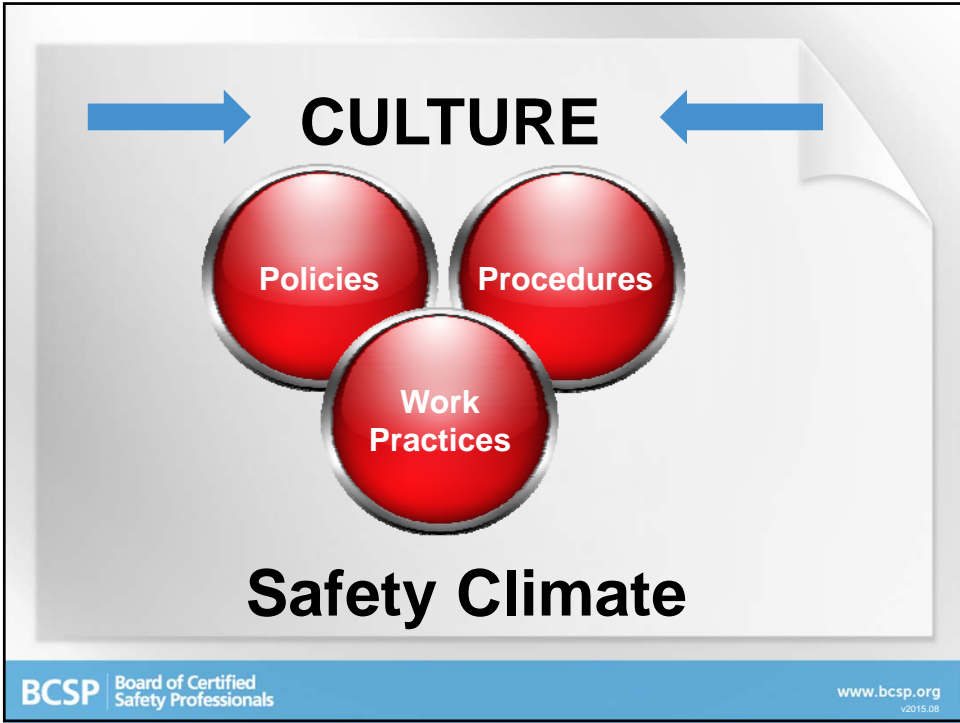 CULTURE
Policies
Procedures
Work
Practices
Safety Climate
BCSP
Board of Certified
Safety Professionals
www.bcsp.org
v2015.08